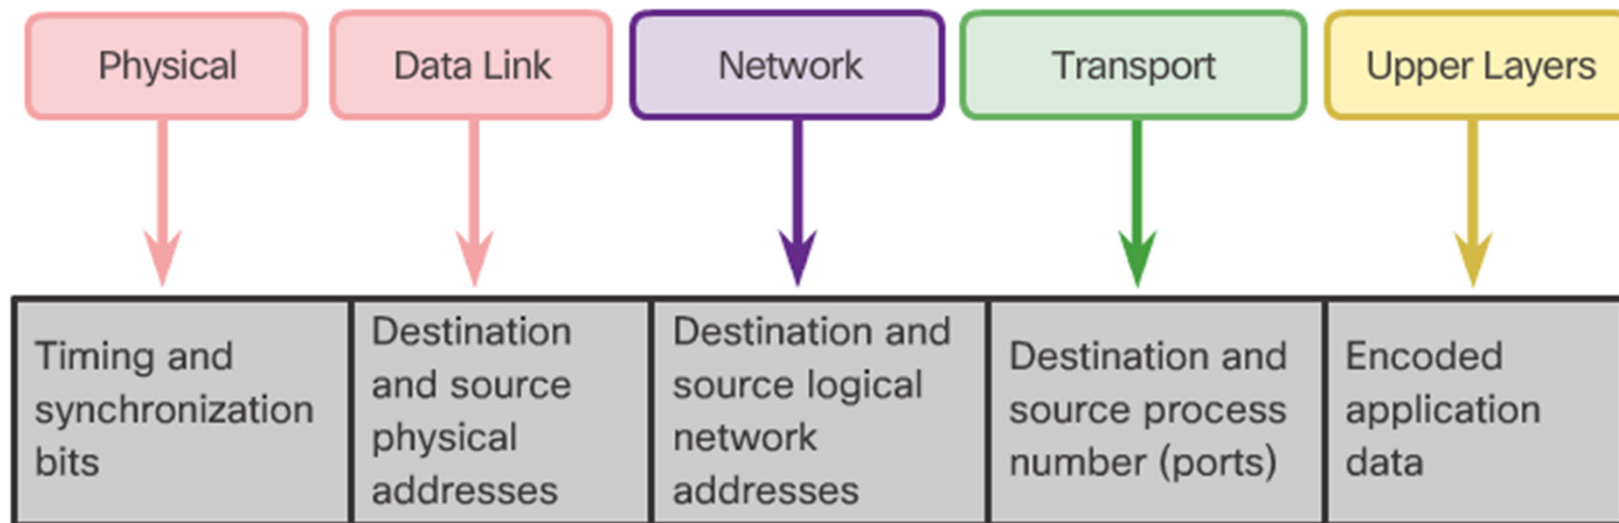 Physical
Data Link
Network
Transport
Upper Layers
Timing and
synchronization
bits
Destination
and source
physical
addresses
Destination and
source logical
network
addresses
Destination and
source process
number (ports)
Encoded
application
data